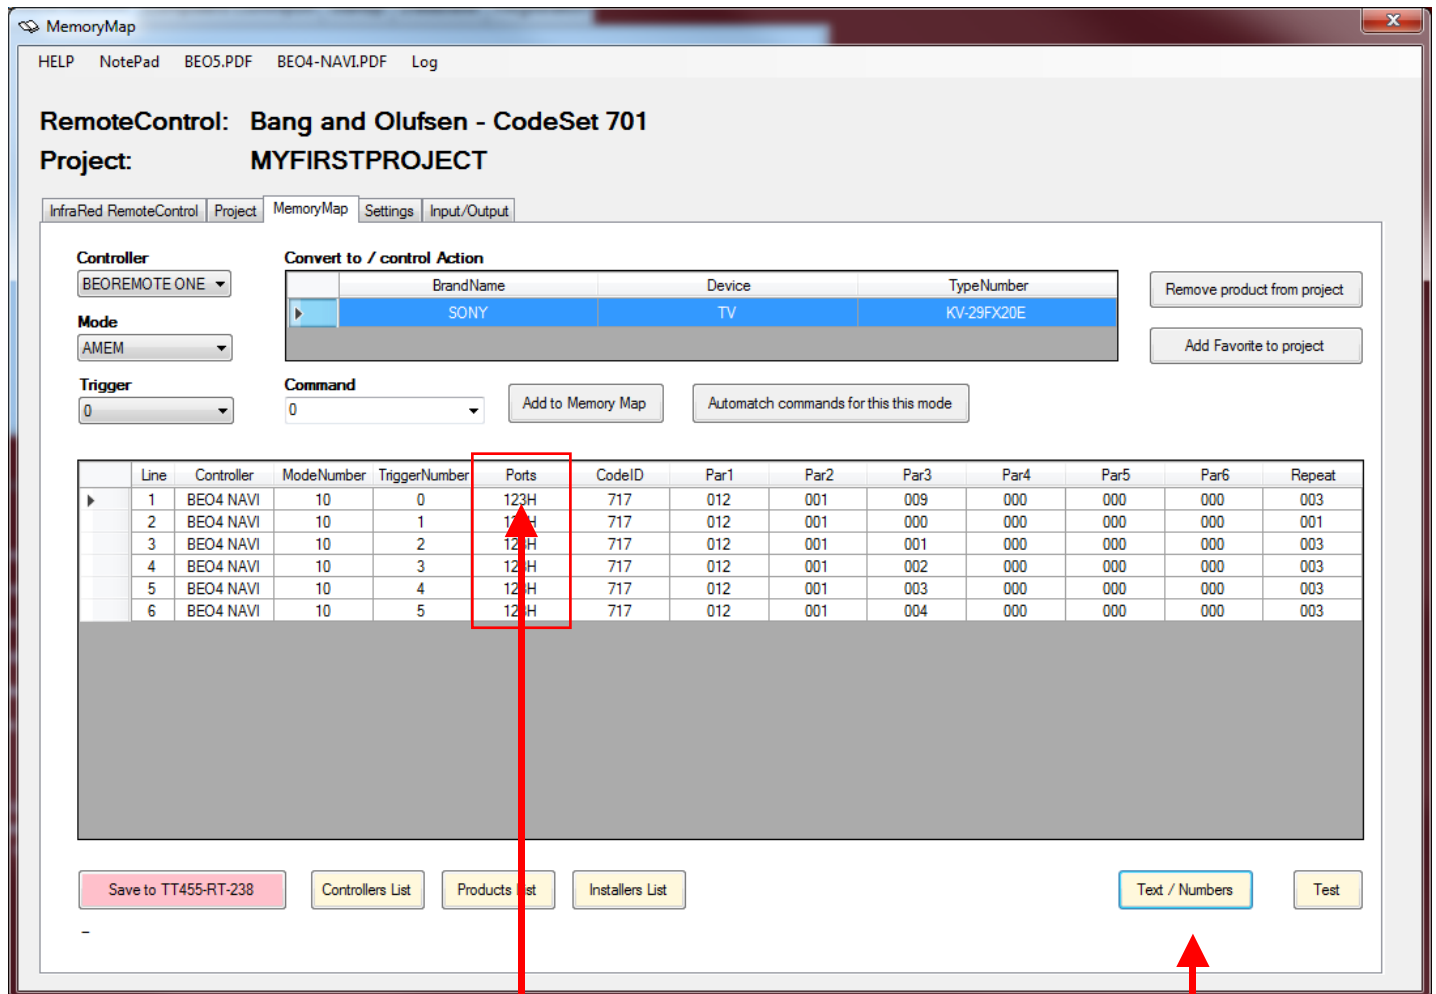 MemoryMap
HELP NotePad BEO5.PDF BEO4-NAVI.PDF Log
RemoteControl: Bang and Olufsen - CodeSet 701
Project: MYFIRSTPROJECT
InfraRed RemoteControl Project MemoryMap Settings Input/Output
Controller Convert to / control Action
BEOREMOTE ONE BrandName Device TypeNumber Remove product from project
SONY TV KV-29FX20E
Mode
AMEM Add Favorite to project
Trigger Command
0 0 Add to Memory Map Automatch commands for this this mode
Line Controller ModeNumber TriggerNumber Ports CodeID Par1 Par2 Par3 Par4 Par5 Par6 Repeat
1 BEO4 NAVI 10 0 123H 717 012 001 009 000 000 000 003
2 BEO4 NAVI 10 1 717 012 001 000 000 000 000 001
3 BEO4 NAVI 10 2 123H 717 012 001 001 000 000 000 003
4 BEO4 NAVI 10 3 123H 717 012 001 002 000 000 000 003
5 BEO4 NAVI 10 4 123H 717 012 001 003 000 000 000 003
6 BEO4 NAVI 10 5 123H 717 012 001 004 000 000 000 003
Save to TT455-RT-238 Controllers List Products List Installers List Text / Numbers Test